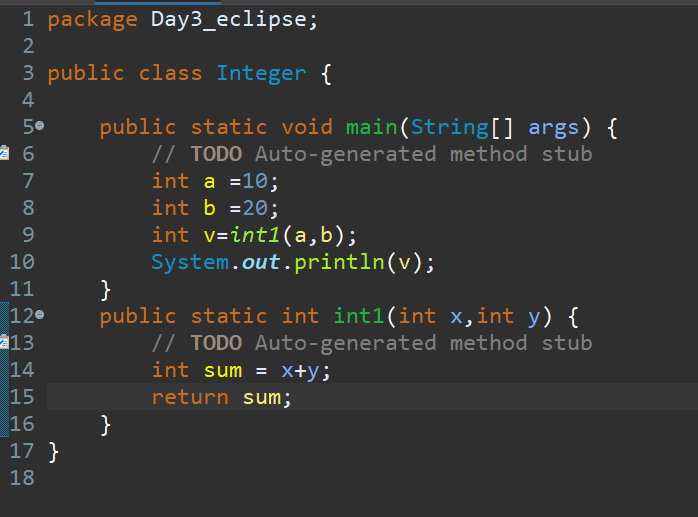 1 package Day3_eclipse;
2
3 public class Integer {
4
5 public static void main(String[] args) {
6 // TODO Auto-generated method stub
7 int a =10;
8 int b =20;
9 int v=int1(a,b);
10 System.out.println(v);
11 }
12 public static int int1(int x,int y) {
13 // TODO Auto-generated method stub
14 int sum = x+y;
15 return sum;
16 }
17 }
18